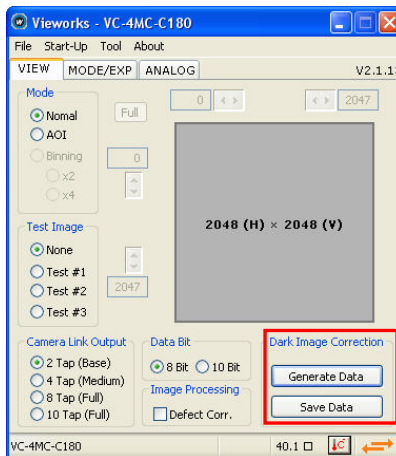 Vieworks - VC-4MC-C180
File Start-Up Tool About
VIEW MODE/EXP ANALOG V2.1.1
Mode
Nomal
AOI
Binning
x2
x4
Full
0
0
2047
2048 (H) × 2048 (V)
Test Image
None
Test #1
Test #2
Test #3
2047
Camera Link Output
2 Tap (Base)
4 Tap (Medium)
8 Tap (Full)
10 Tap (Full)
Data Bit
8 Bit 10 Bit
Image Processing
Defect Corr.
Dark Image Correction
Generate Data
Save Data
VC-4MC-C180 40.1 □ °C